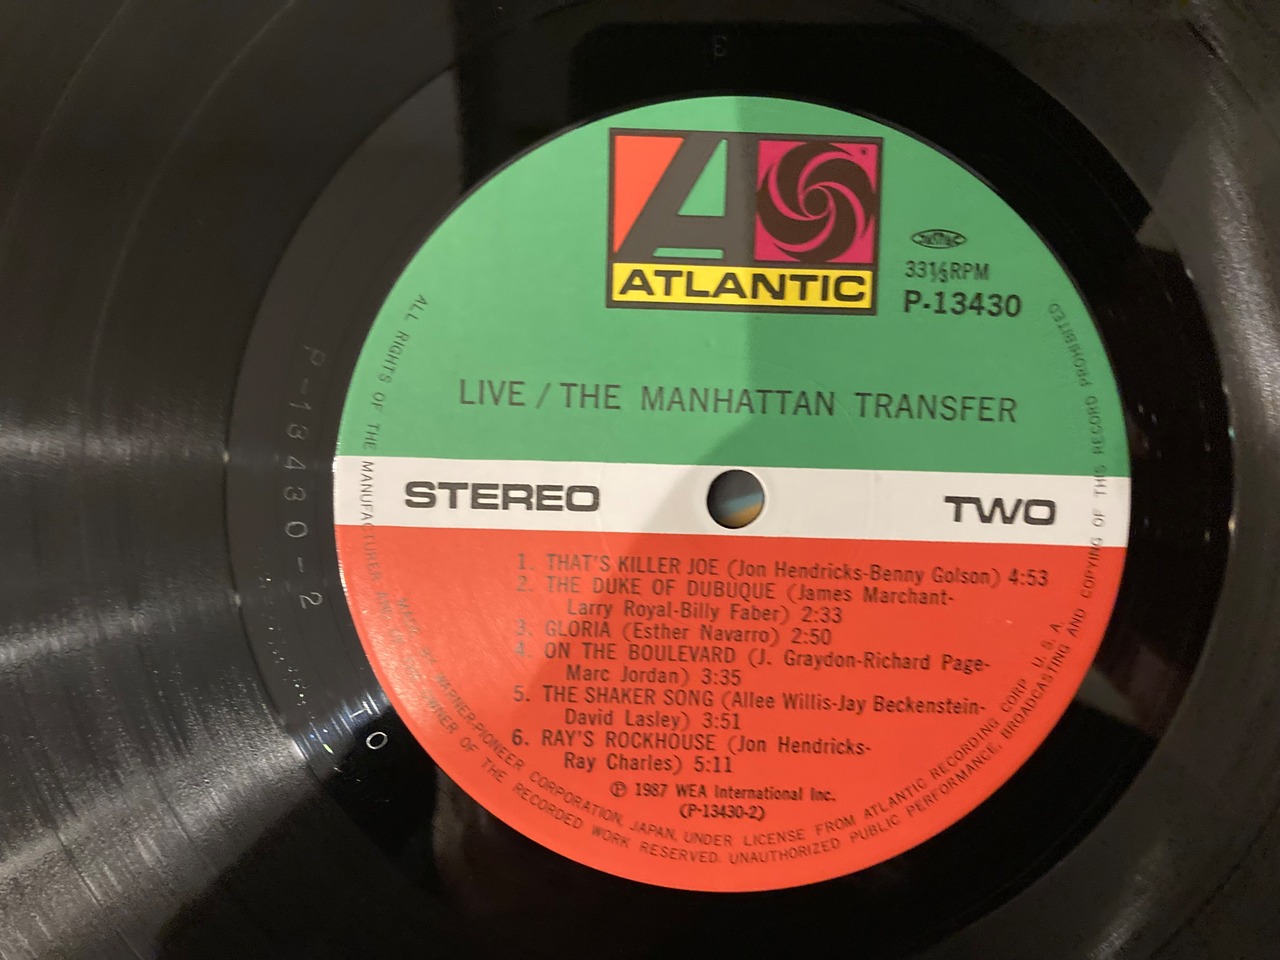 ATLANTIC
JASRAC
33⅓RPM
P-13430
LIVE / THE MANHATTAN TRANSFER
STEREO
TWO
1. THAT'S KILLER JOE (Jon Hendricks-Benny Golson) 4:53
2. THE DUKE OF DUBUQUE (James Marchant-
Larry Royal-Billy Faber) 2:33
3. GLORIA (Esther Navarro) 2:50
4. ON THE BOULEVARD (J. Graydon-Richard Page-
Marc Jordan) 3:35
5. THE SHAKER SONG (Allee Willis-Jay Beckenstein-
David Lasley) 3:51
6. RAY'S ROCKHOUSE (Jon Hendricks-
Ray Charles) 5:11
℗ 1987 WEA International Inc.
(P-13430-2)
MFGD. BY WARNER-PIONEER CORPORATION, JAPAN, UNDER LICENSE FROM ATLANTIC RECORDING CORP. U.S.A.
ALL RIGHTS OF THE MANUFACTURER AND OF THE OWNER OF THE RECORDED WORK RESERVED. UNAUTHORIZED PUBLIC PERFORMANCE, BROADCASTING AND COPYING OF THIS RECORD PROHIBITED
P-13430-2
3